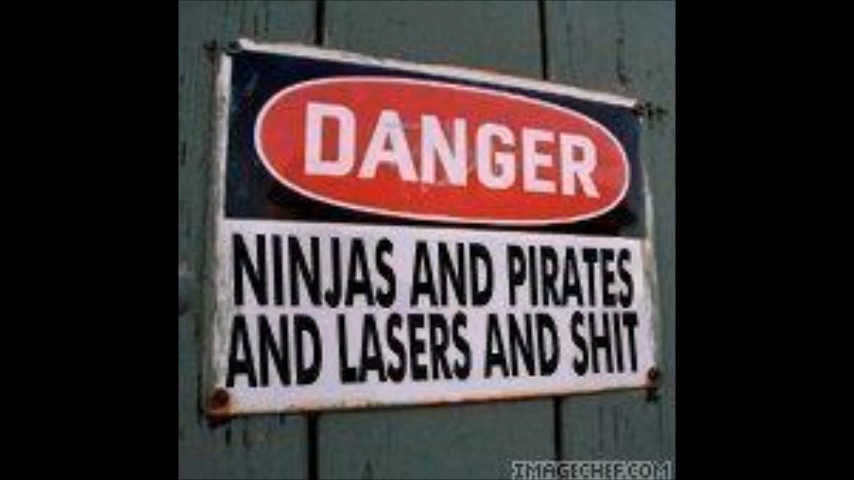 DANGER
NINJAS AND PIRATES
AND LASERS AND SHIT
IMAGECHEF.COM